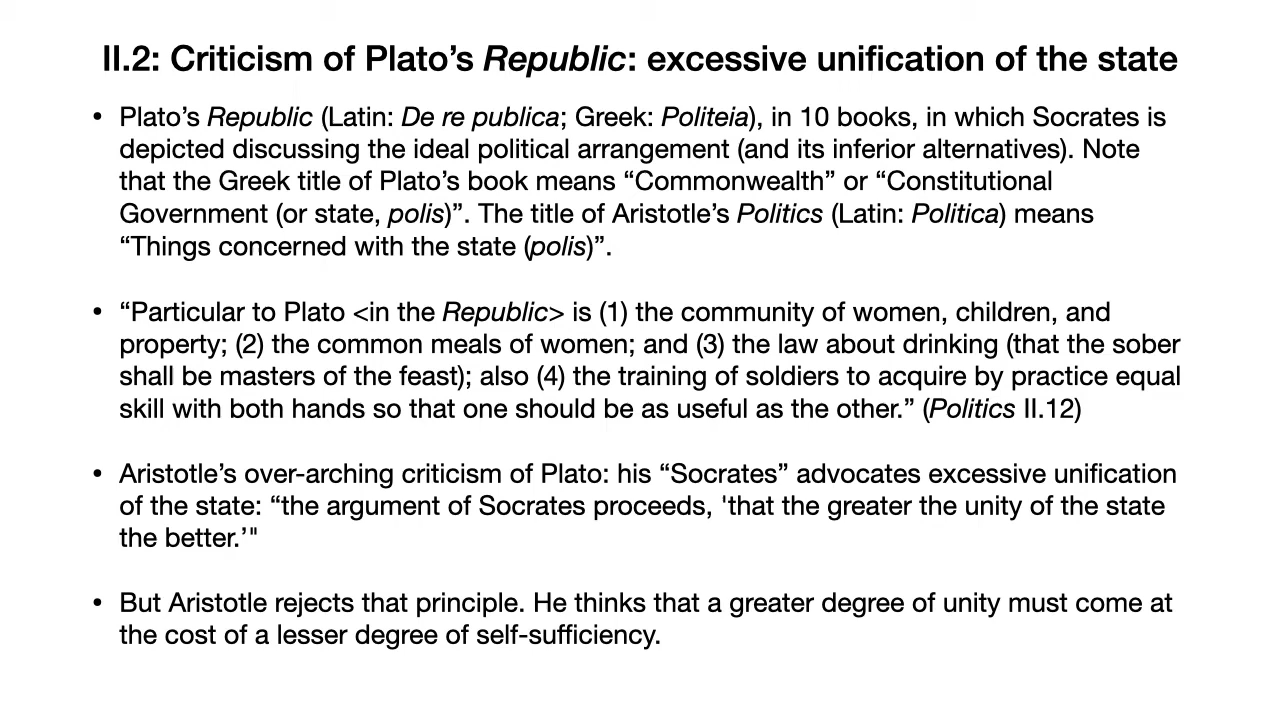 II.2: Criticism of Plato’s Republic: excessive unification of the state
• Plato’s Republic (Latin: De re publica; Greek: Politeia), in 10 books, in which Socrates is
depicted discussing the ideal political arrangement (and its inferior alternatives). Note
that the Greek title of Plato’s book means “Commonwealth” or “Constitutional
Government (or state, polis)”. The title of Aristotle’s Politics (Latin: Politica) means
“Things concerned with the state (polis)”.
• “Particular to Plato <in the Republic> is (1) the community of women, children, and
property; (2) the common meals of women; and (3) the law about drinking (that the sober
shall be masters of the feast); also (4) the training of soldiers to acquire by practice equal
skill with both hands so that one should be as useful as the other.” (Politics II.12)
• Aristotle’s over-arching criticism of Plato: his “Socrates” advocates excessive unification
of the state: “the argument of Socrates proceeds, 'that the greater the unity of the state
the better.’"
• But Aristotle rejects that principle. He thinks that a greater degree of unity must come at
the cost of a lesser degree of self-sufficiency.